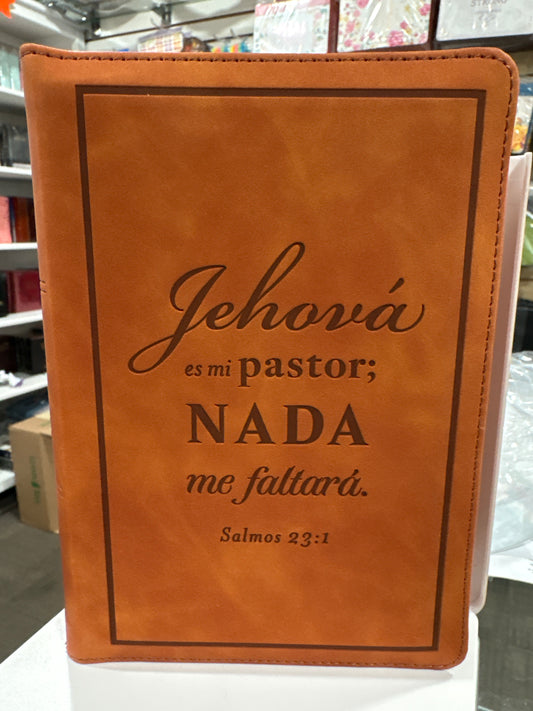 Jehová
es mi pastor;
NADA
me faltará.
Salmos 23:1